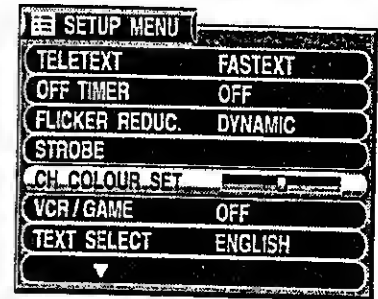 SETUP MENU
TELETEXT FASTEXT
OFF TIMER OFF
FLICKER REDUC. DYNAMIC
STROBE
CH COLOUR SET
VCR / GAME OFF
TEXT SELECT ENGLISH